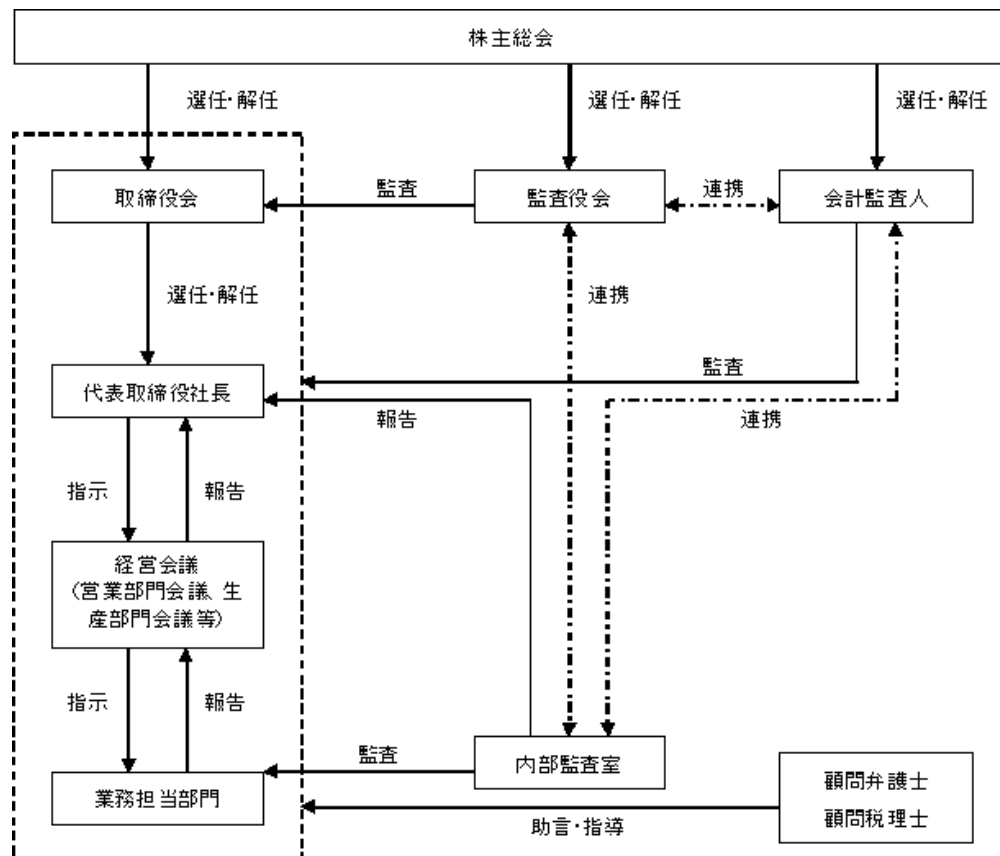 株主総会
選任・解任
選任・解任
選任・解任
取締役会
監査
監査役会
連携
会計監査人
選任・解任
連携
代表取締役社長
監査
報告
連携
指示
報告
経営会議
(営業部門会議、生
産部門会議等)
指示
報告
業務担当部門
監査
内部監査室
顧問弁護士
顧問税理士
助言・指導